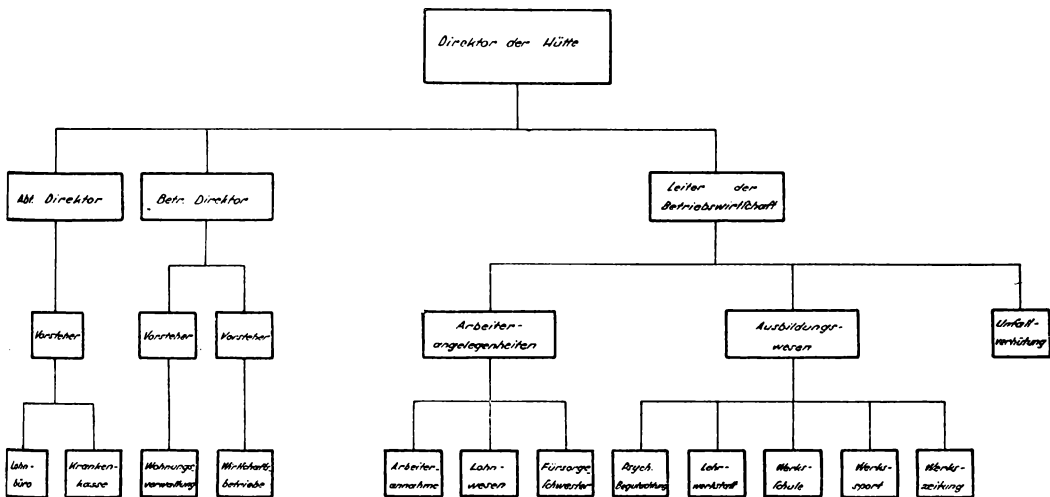 Direktor der Hütte
Abt. Direktor
Betr. Direktor
Leiter der
Betriebswirtſchaft
Vorsteher
Vorsteher
Vorsteher
Arbeiter-
angelegenheiten
Ausbildungs-
wesen
Unfall-
verhütung
Lohn-
büro
Kranken-
kasse
Wohnungs-
verwaltung
Wirtſchafts-
betriebe
Arbeiter-
annahme
Lohn-
wesen
Fürsorge-
ſchwester
Psych.
Begutachtung
Lehr-
werkstatt
Werks-
ſchule
Werks-
sport
Werks-
zeitung